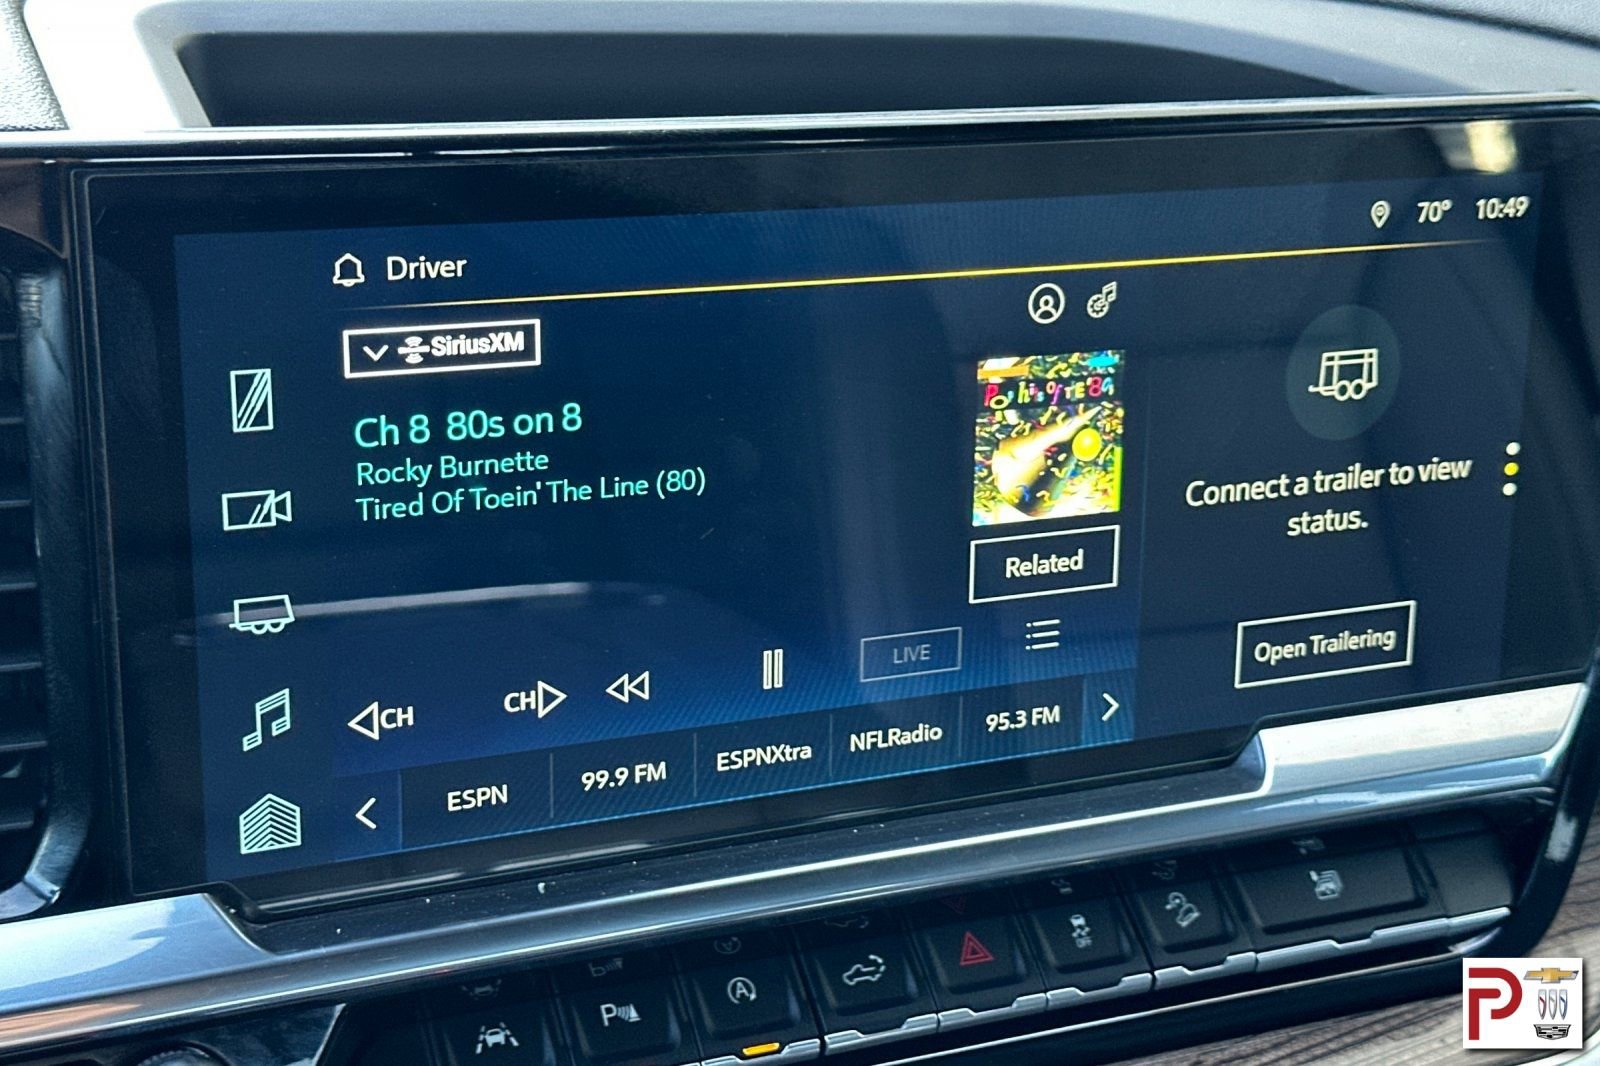 70° 10:49
Driver
SiriusXM
Ch 8 80s on 8
Rocky Burnette
Tired Of Toein' The Line (80)
Related
Connect a trailer to view
status.
Open Trailering
CH
CH
LIVE
ESPN
99.9 FM
ESPNXtra
NFLRadio
95.3 FM
A
P
P